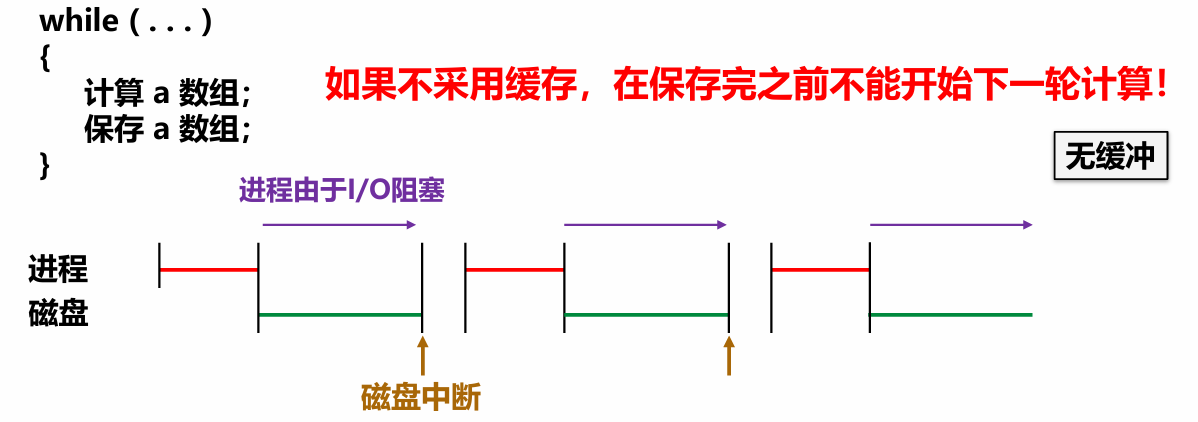 while ( . . . )
{
计算 a 数组；
保存 a 数组；
}
如果不采用缓存，在保存完之前不能开始下一轮计算！
无缓冲
进程由于I/O阻塞
进程
磁盘
磁盘中断